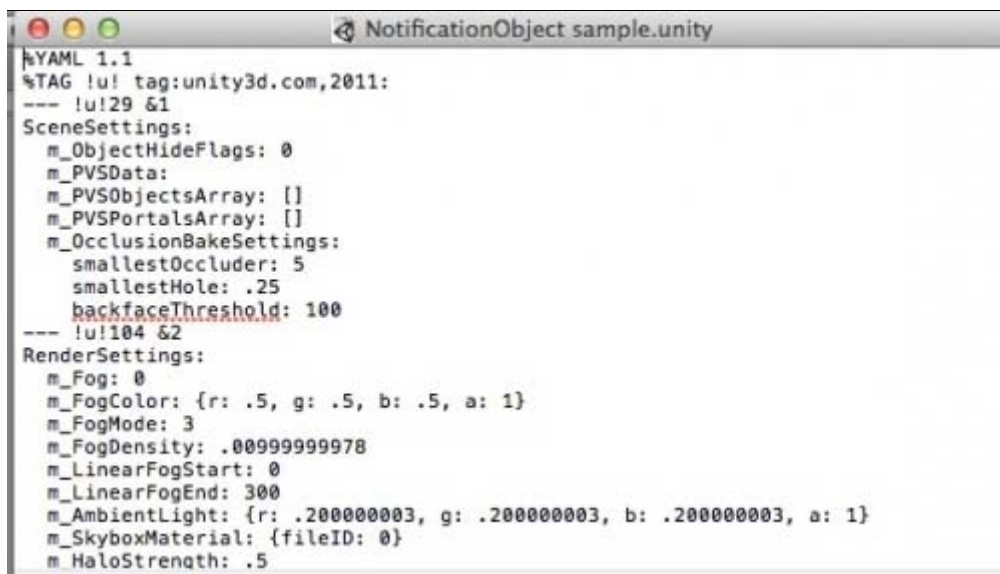 NotificationObject sample.unity
%YAML 1.1
%TAG !u! tag:unity3d.com,2011:
--- !u!29 &1
SceneSettings:
  m_ObjectHideFlags: 0
  m_PVSData:
  m_PVSObjectsArray: []
  m_PVSPortalsArray: []
  m_OcclusionBakeSettings:
    smallestOccluder: 5
    smallestHole: .25
    backfaceThreshold: 100
--- !u!104 &2
RenderSettings:
  m_Fog: 0
  m_FogColor: {r: .5, g: .5, b: .5, a: 1}
  m_FogMode: 3
  m_FogDensity: .00999999978
  m_LinearFogStart: 0
  m_LinearFogEnd: 300
  m_AmbientLight: {r: .200000003, g: .200000003, b: .200000003, a: 1}
  m_SkyboxMaterial: {fileID: 0}
  m_HaloStrength: .5